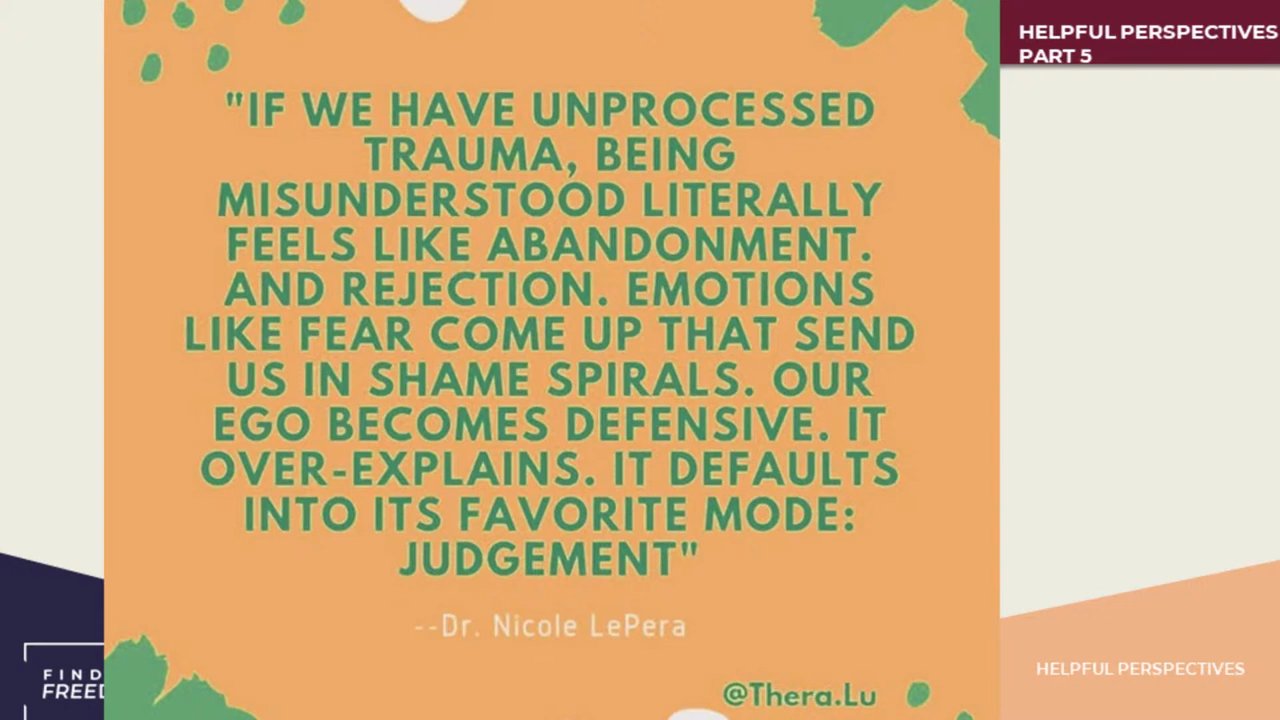 HELPFUL PERSPECTIVES
PART 5
"IF WE HAVE UNPROCESSED
TRAUMA, BEING
MISUNDERSTOOD LITERALLY
FEELS LIKE ABANDONMENT.
AND REJECTION. EMOTIONS
LIKE FEAR COME UP THAT SEND
US IN SHAME SPIRALS. OUR
EGO BECOMES DEFENSIVE. IT
OVER-EXPLAINS. IT DEFAULTS
INTO ITS FAVORITE MODE:
JUDGEMENT"
--Dr. Nicole LePera
@Thera.Lu
FIND
FREE
HELPFUL PERSPECTIVES